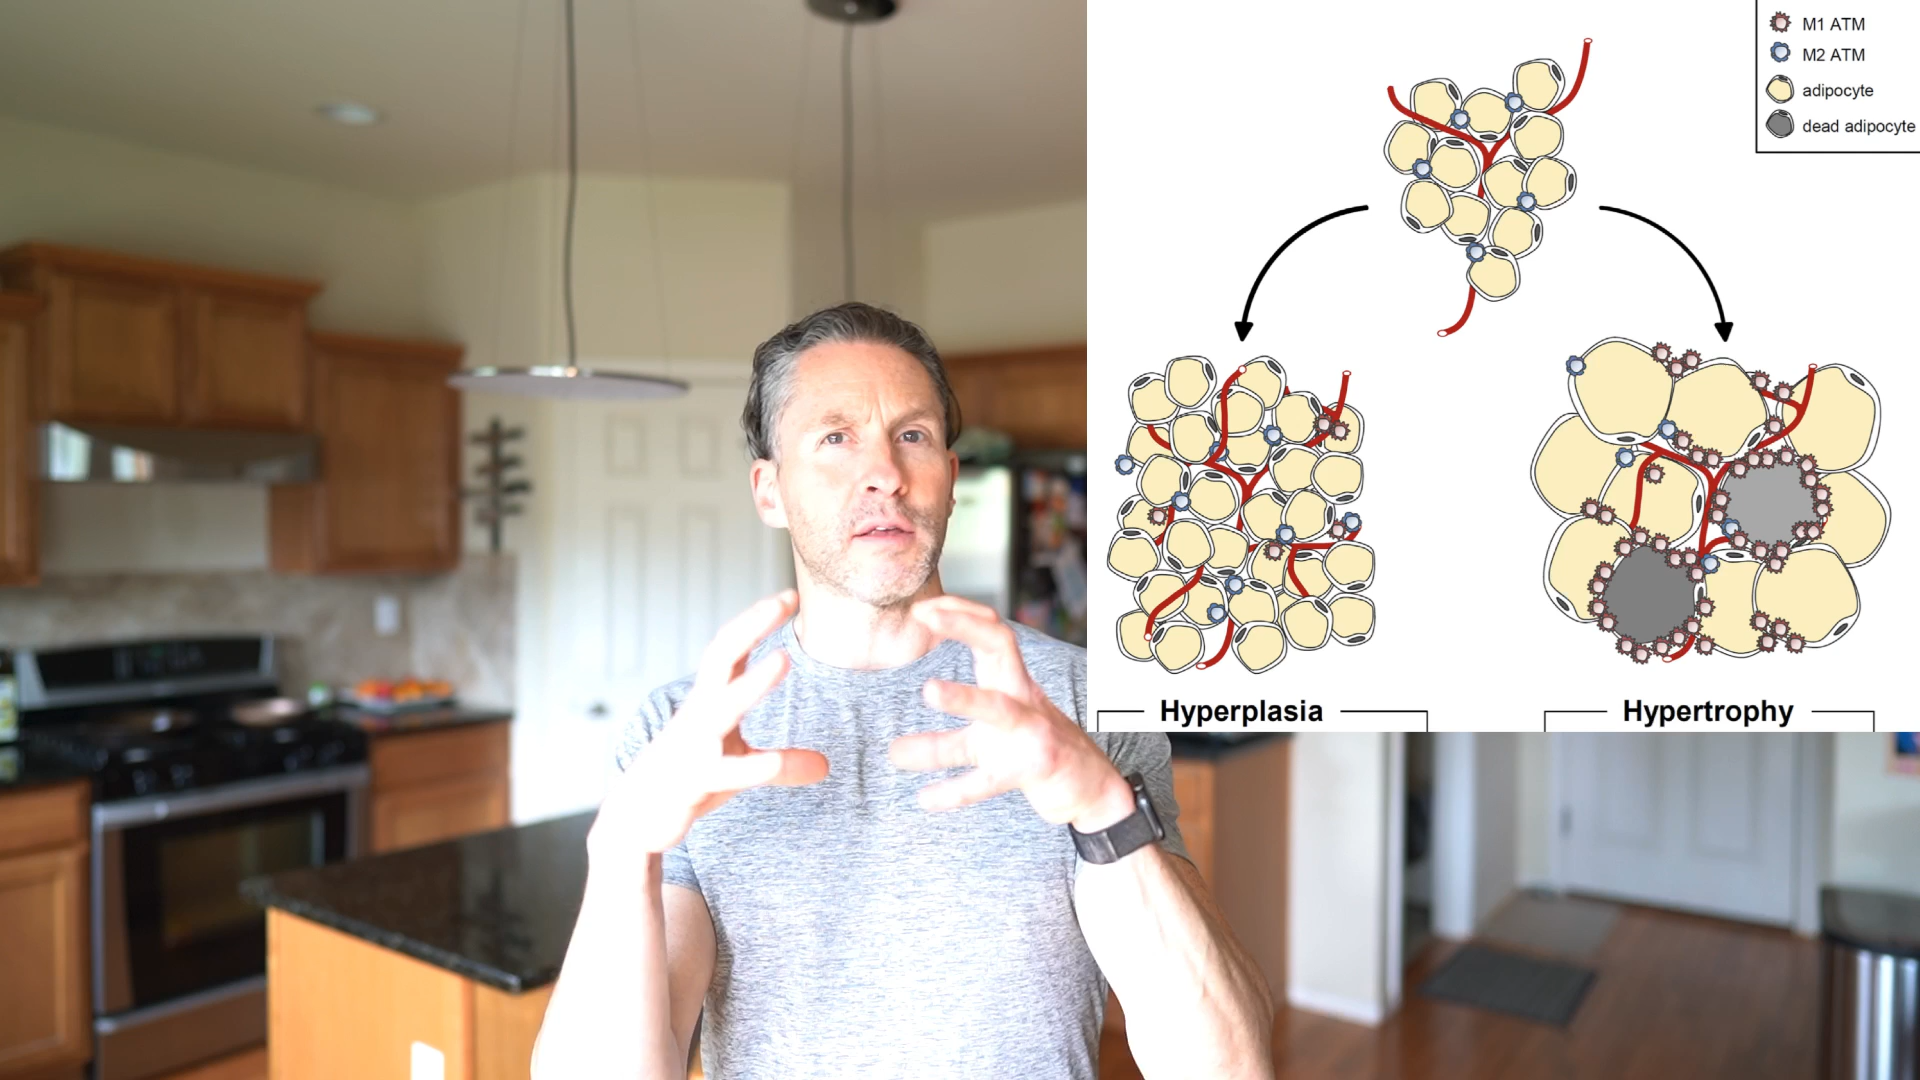 M1 ATM
M2 ATM
adipocyte
dead adipocyte
Hyperplasia
Hypertrophy